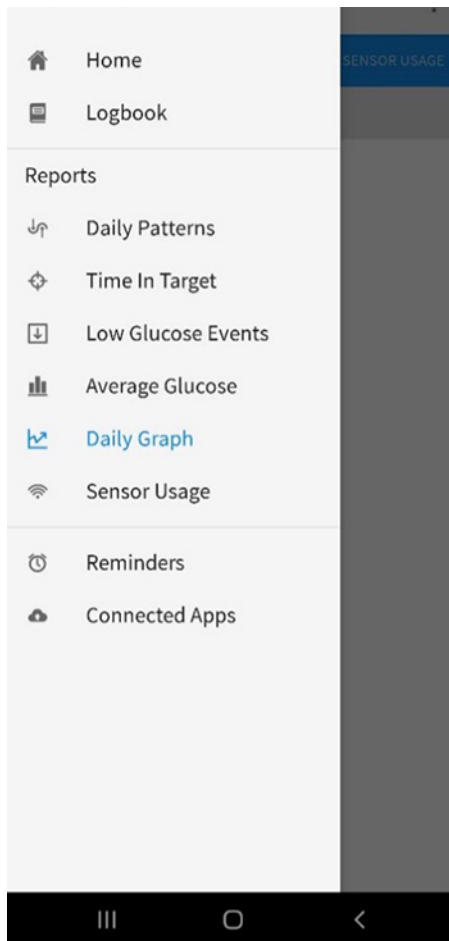 Home
SENSOR USAGE
Logbook
Reports
Daily Patterns
Time In Target
Low Glucose Events
Average Glucose
Daily Graph
Sensor Usage
Reminders
Connected Apps